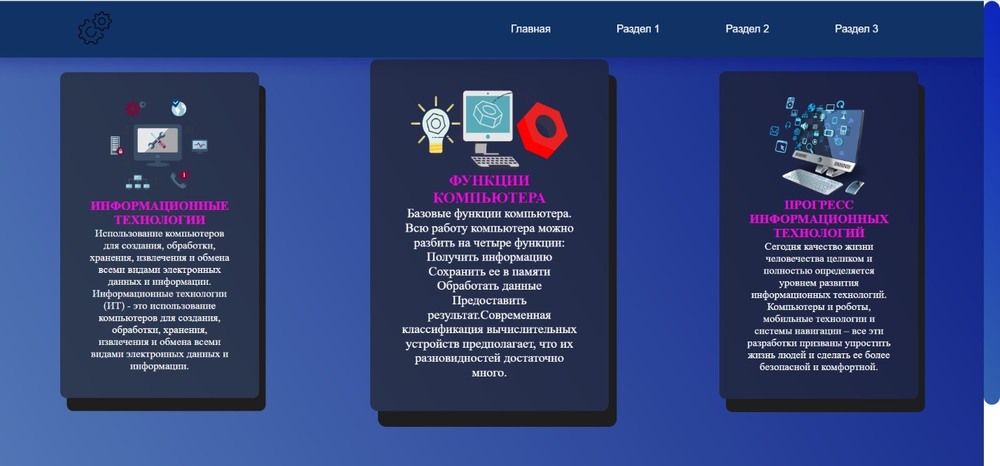 Главная
Раздел 1
Раздел 2
Раздел 3
ИНФОРМАЦИОННЫЕ
ТЕХНОЛОГИИ
Использование компьютеров
для создания, обработки,
хранения, извлечения и обмена
всеми видами электронных
данных и информации.
Информационные технологии
(ИТ) - это использование
компьютеров для создания,
обработки, хранения,
извлечения и обмена всеми
видами электронных данных и
информации.
ФУНКЦИИ
КОМПЬЮТЕРА
Базовые функции компьютера.
Всю работу компьютера можно
разбить на четыре функции:
Получить информацию
Сохранить ее в памяти
Обработать данные
Предоставить
результат.Современная
классификация вычислительных
устройств предполагает, что их
разновидностей достаточно
много.
ПРОГРЕСС
ИНФОРМАЦИОННЫХ
ТЕХНОЛОГИЙ
Сегодня качество жизни
человечества целиком и
полностью определяется
уровнем развития
информационных технологий.
Компьютеры и роботы,
мобильные технологии и
системы навигации – все эти
разработки призваны упростить
жизнь людей и сделать ее более
безопасной и комфортной.